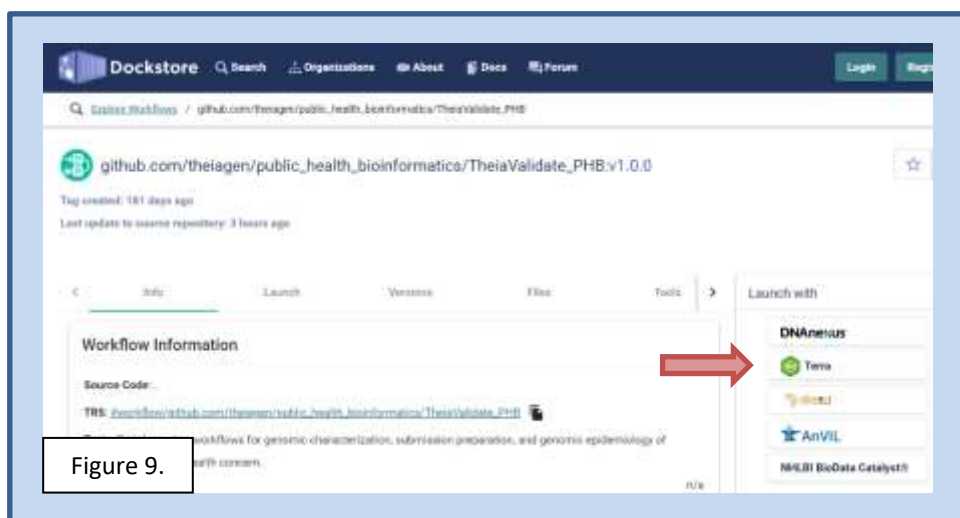 Dockstore Search Organizations About Docs Forum Login
Explore Workflows / github.com/theiagen/public_health_bioinformatics/TheiaValidate_PHB
github.com/theiagen/public_health_bioinformatics/TheiaValidate_PHB:v1.0.0
Tag created: 181 days ago
Last update to source repository: 3 hours ago
Info Launch Versions Files Tools
Launch with
Workflow Information
Source Code:
TRS: #workflow/github.com/theiagen/public_health_bioinformatics/TheiaValidate_PHB
workflows for genomic characterization, submission preparation, and genomic epidemiology of
concern.
n/a
DNAnexus
Terra
AnVIL
NHLBI BioData Catalyst®
Figure 9.